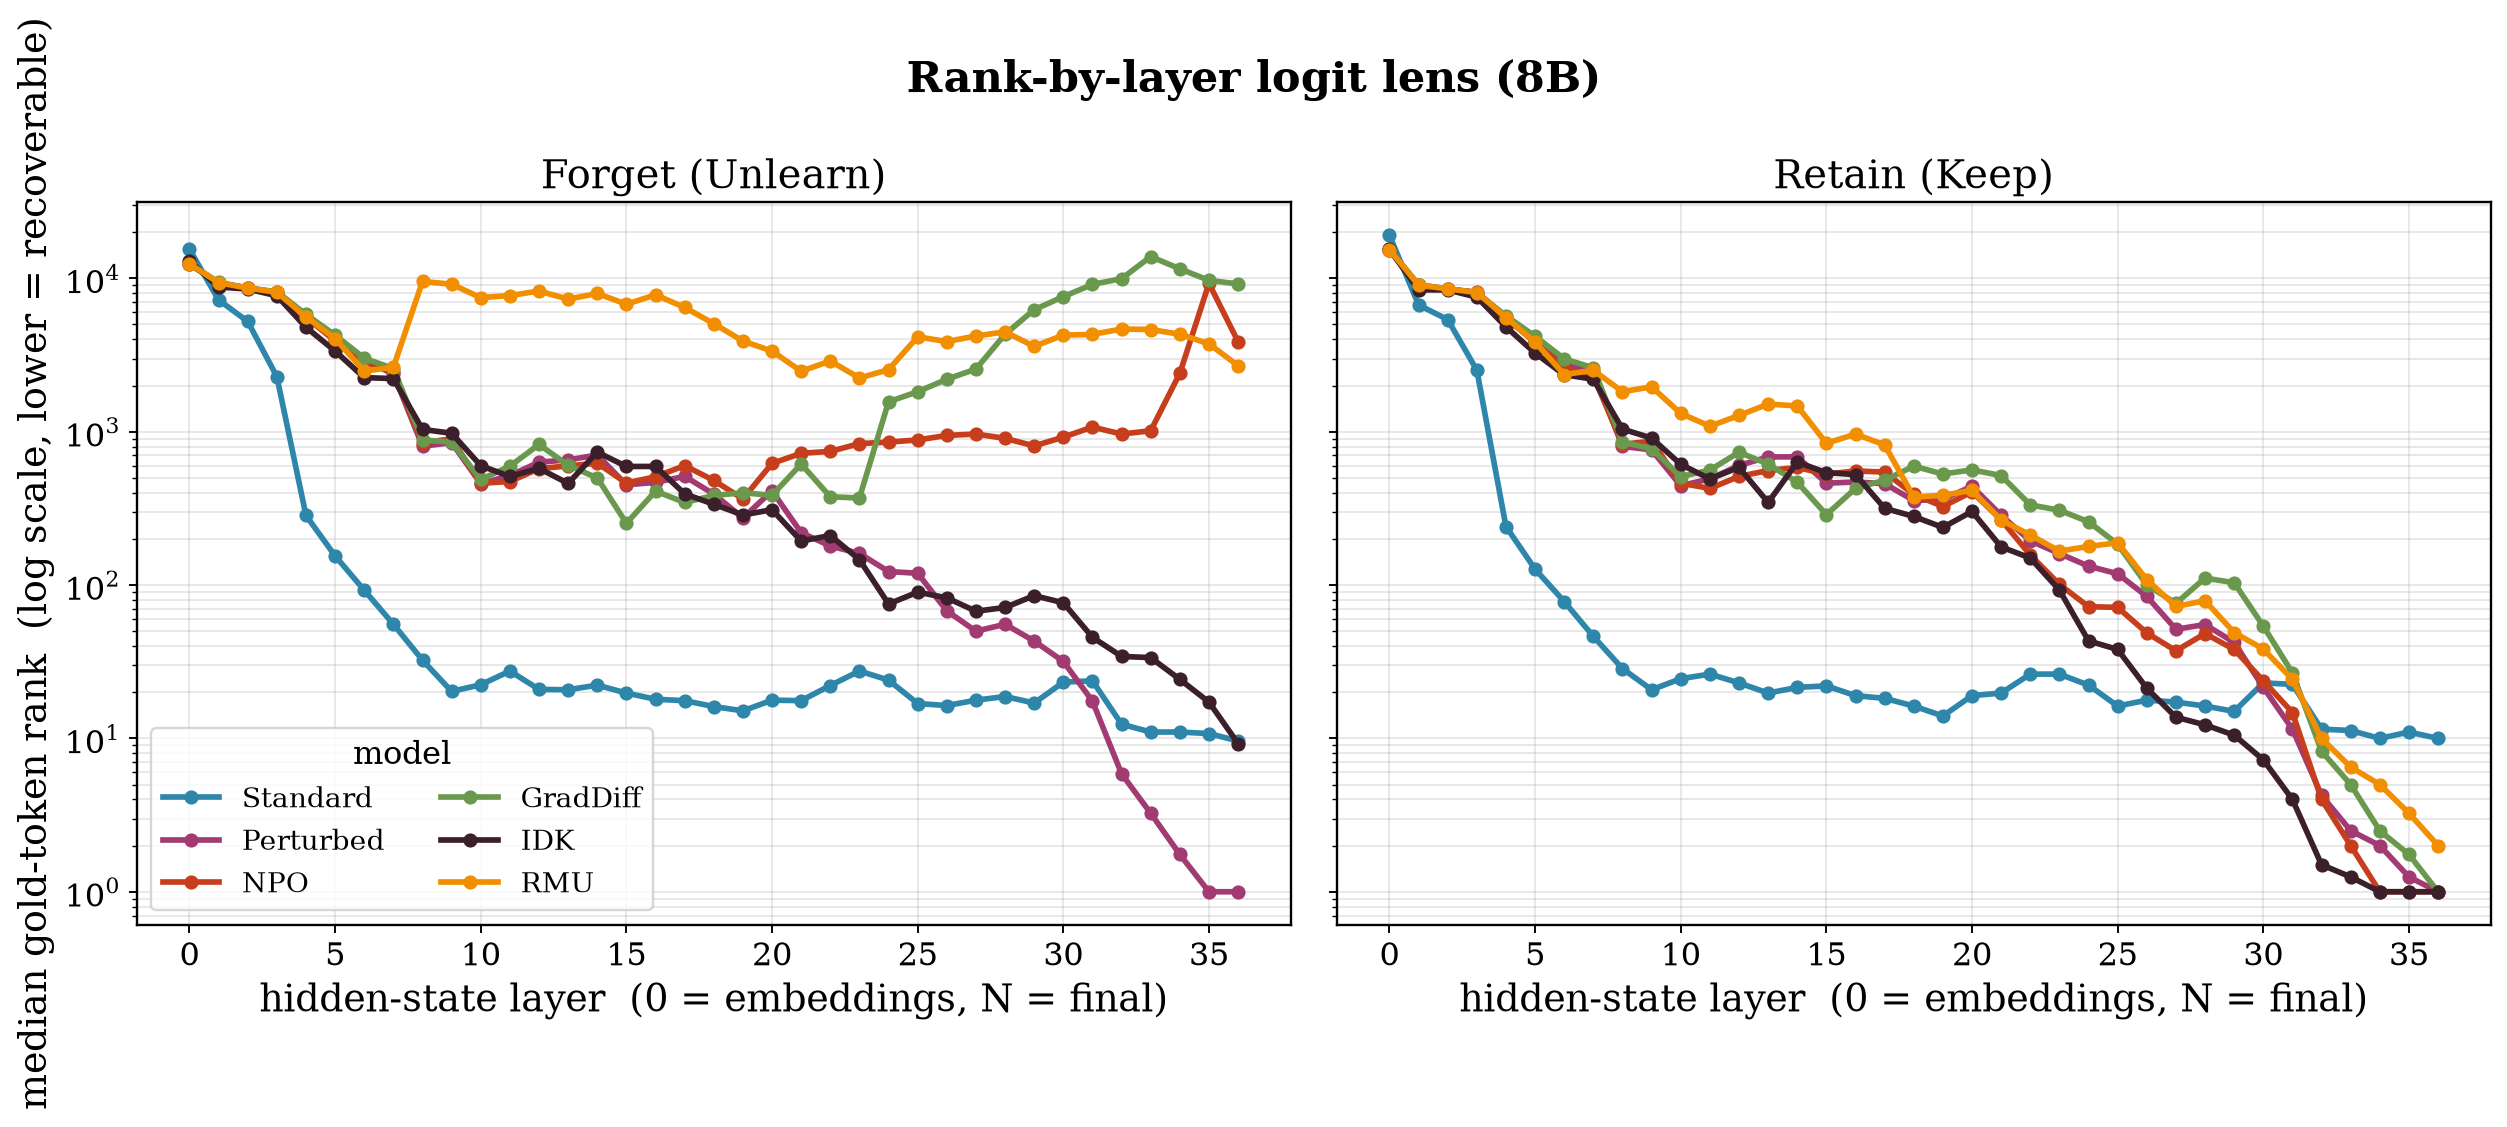 Rank-by-layer logit lens (8B)
Forget (Unlearn)
Retain (Keep)
median gold-token rank (log scale, lower = recoverable)
10⁴
10³
10²
10¹
10⁰
model
Standard
Perturbed
NPO
GradDiff
IDK
RMU
0 5 10 15 20 25 30 35
0 5 10 15 20 25 30 35
hidden-state layer (0 = embeddings, N = final)
hidden-state layer (0 = embeddings, N = final)